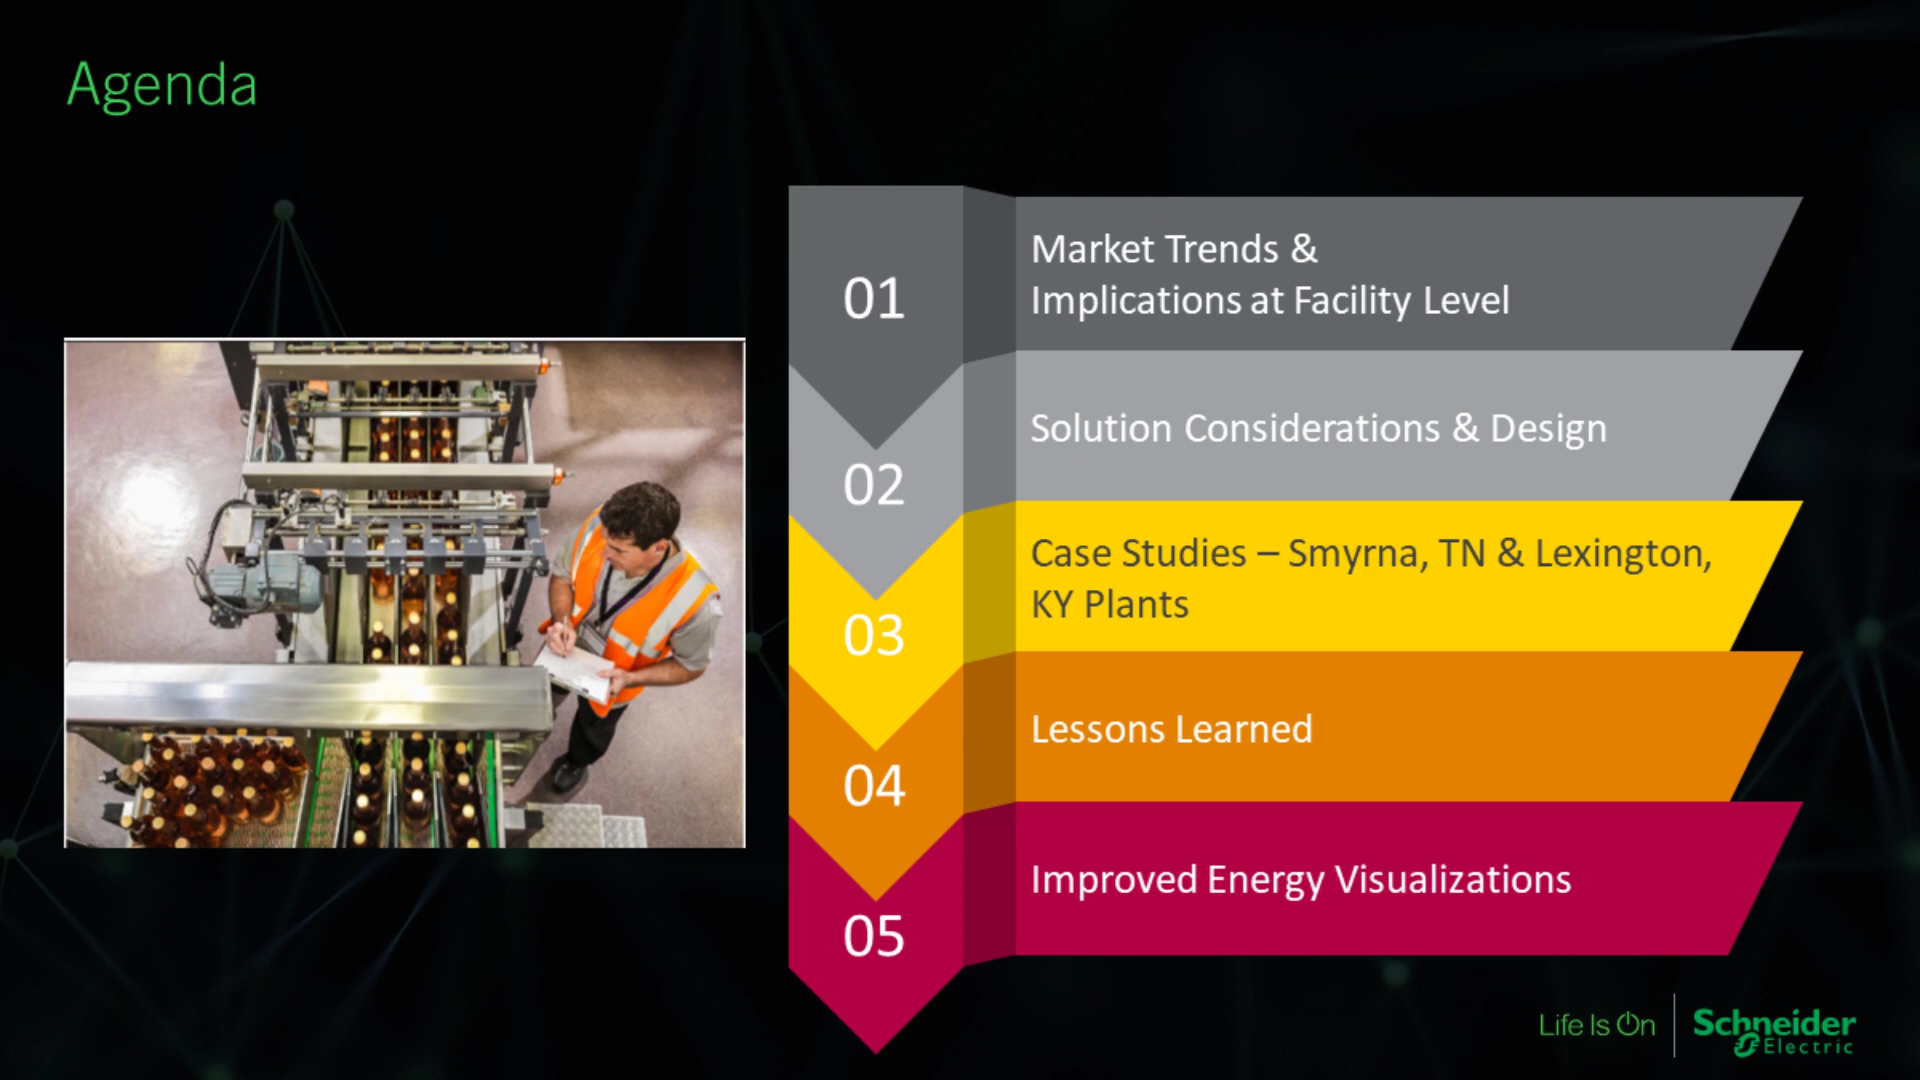 Agenda
01
Market Trends &
Implications at Facility Level
02
Solution Considerations & Design
03
Case Studies – Smyrna, TN & Lexington,
KY Plants
04
Lessons Learned
05
Improved Energy Visualizations
Life Is On
Schneider
Electric